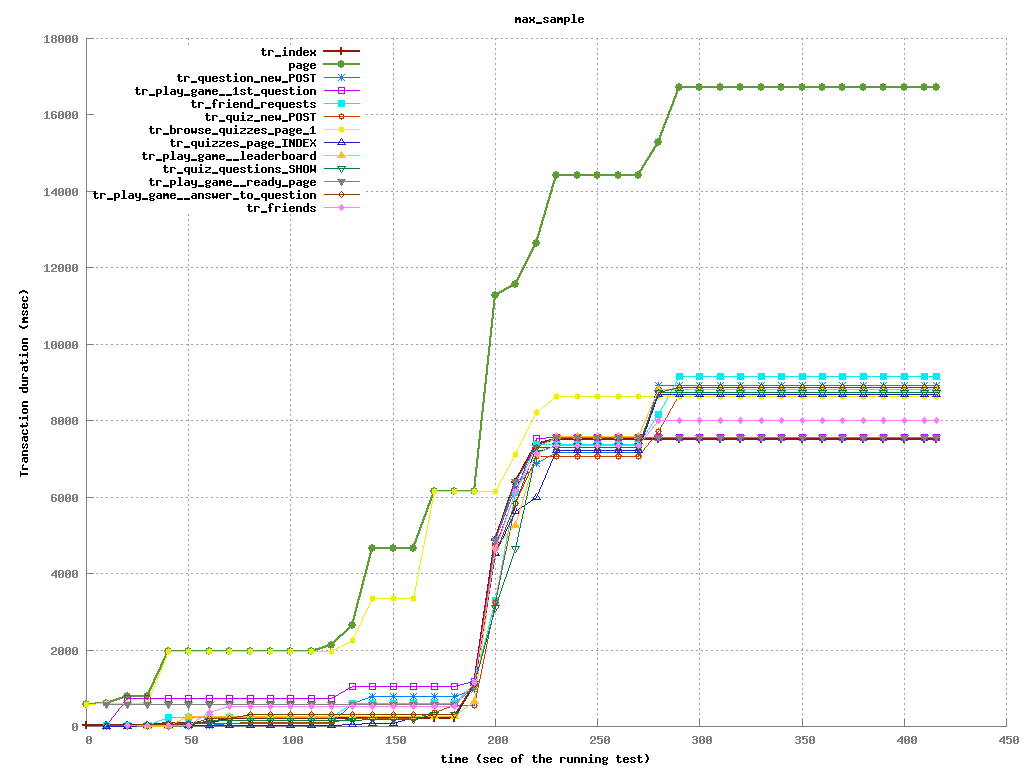 max_sample
18000
16000
14000
12000
10000
8000
6000
4000
2000
0
Transaction duration (msec)
tr_index
page
tr_question_new_POST
tr_play_game__1st_question
tr_friend_requests
tr_quiz_new_POST
tr_browse_quizzes_page_1
tr_quizzes_page_INDEX
tr_play_game__leaderboard
tr_quiz_questions_SHOW
tr_play_game__ready_page
tr_play_game__answer_to_question
tr_friends
0 50 100 150 200 250 300 350 400 450
time (sec of the running test)